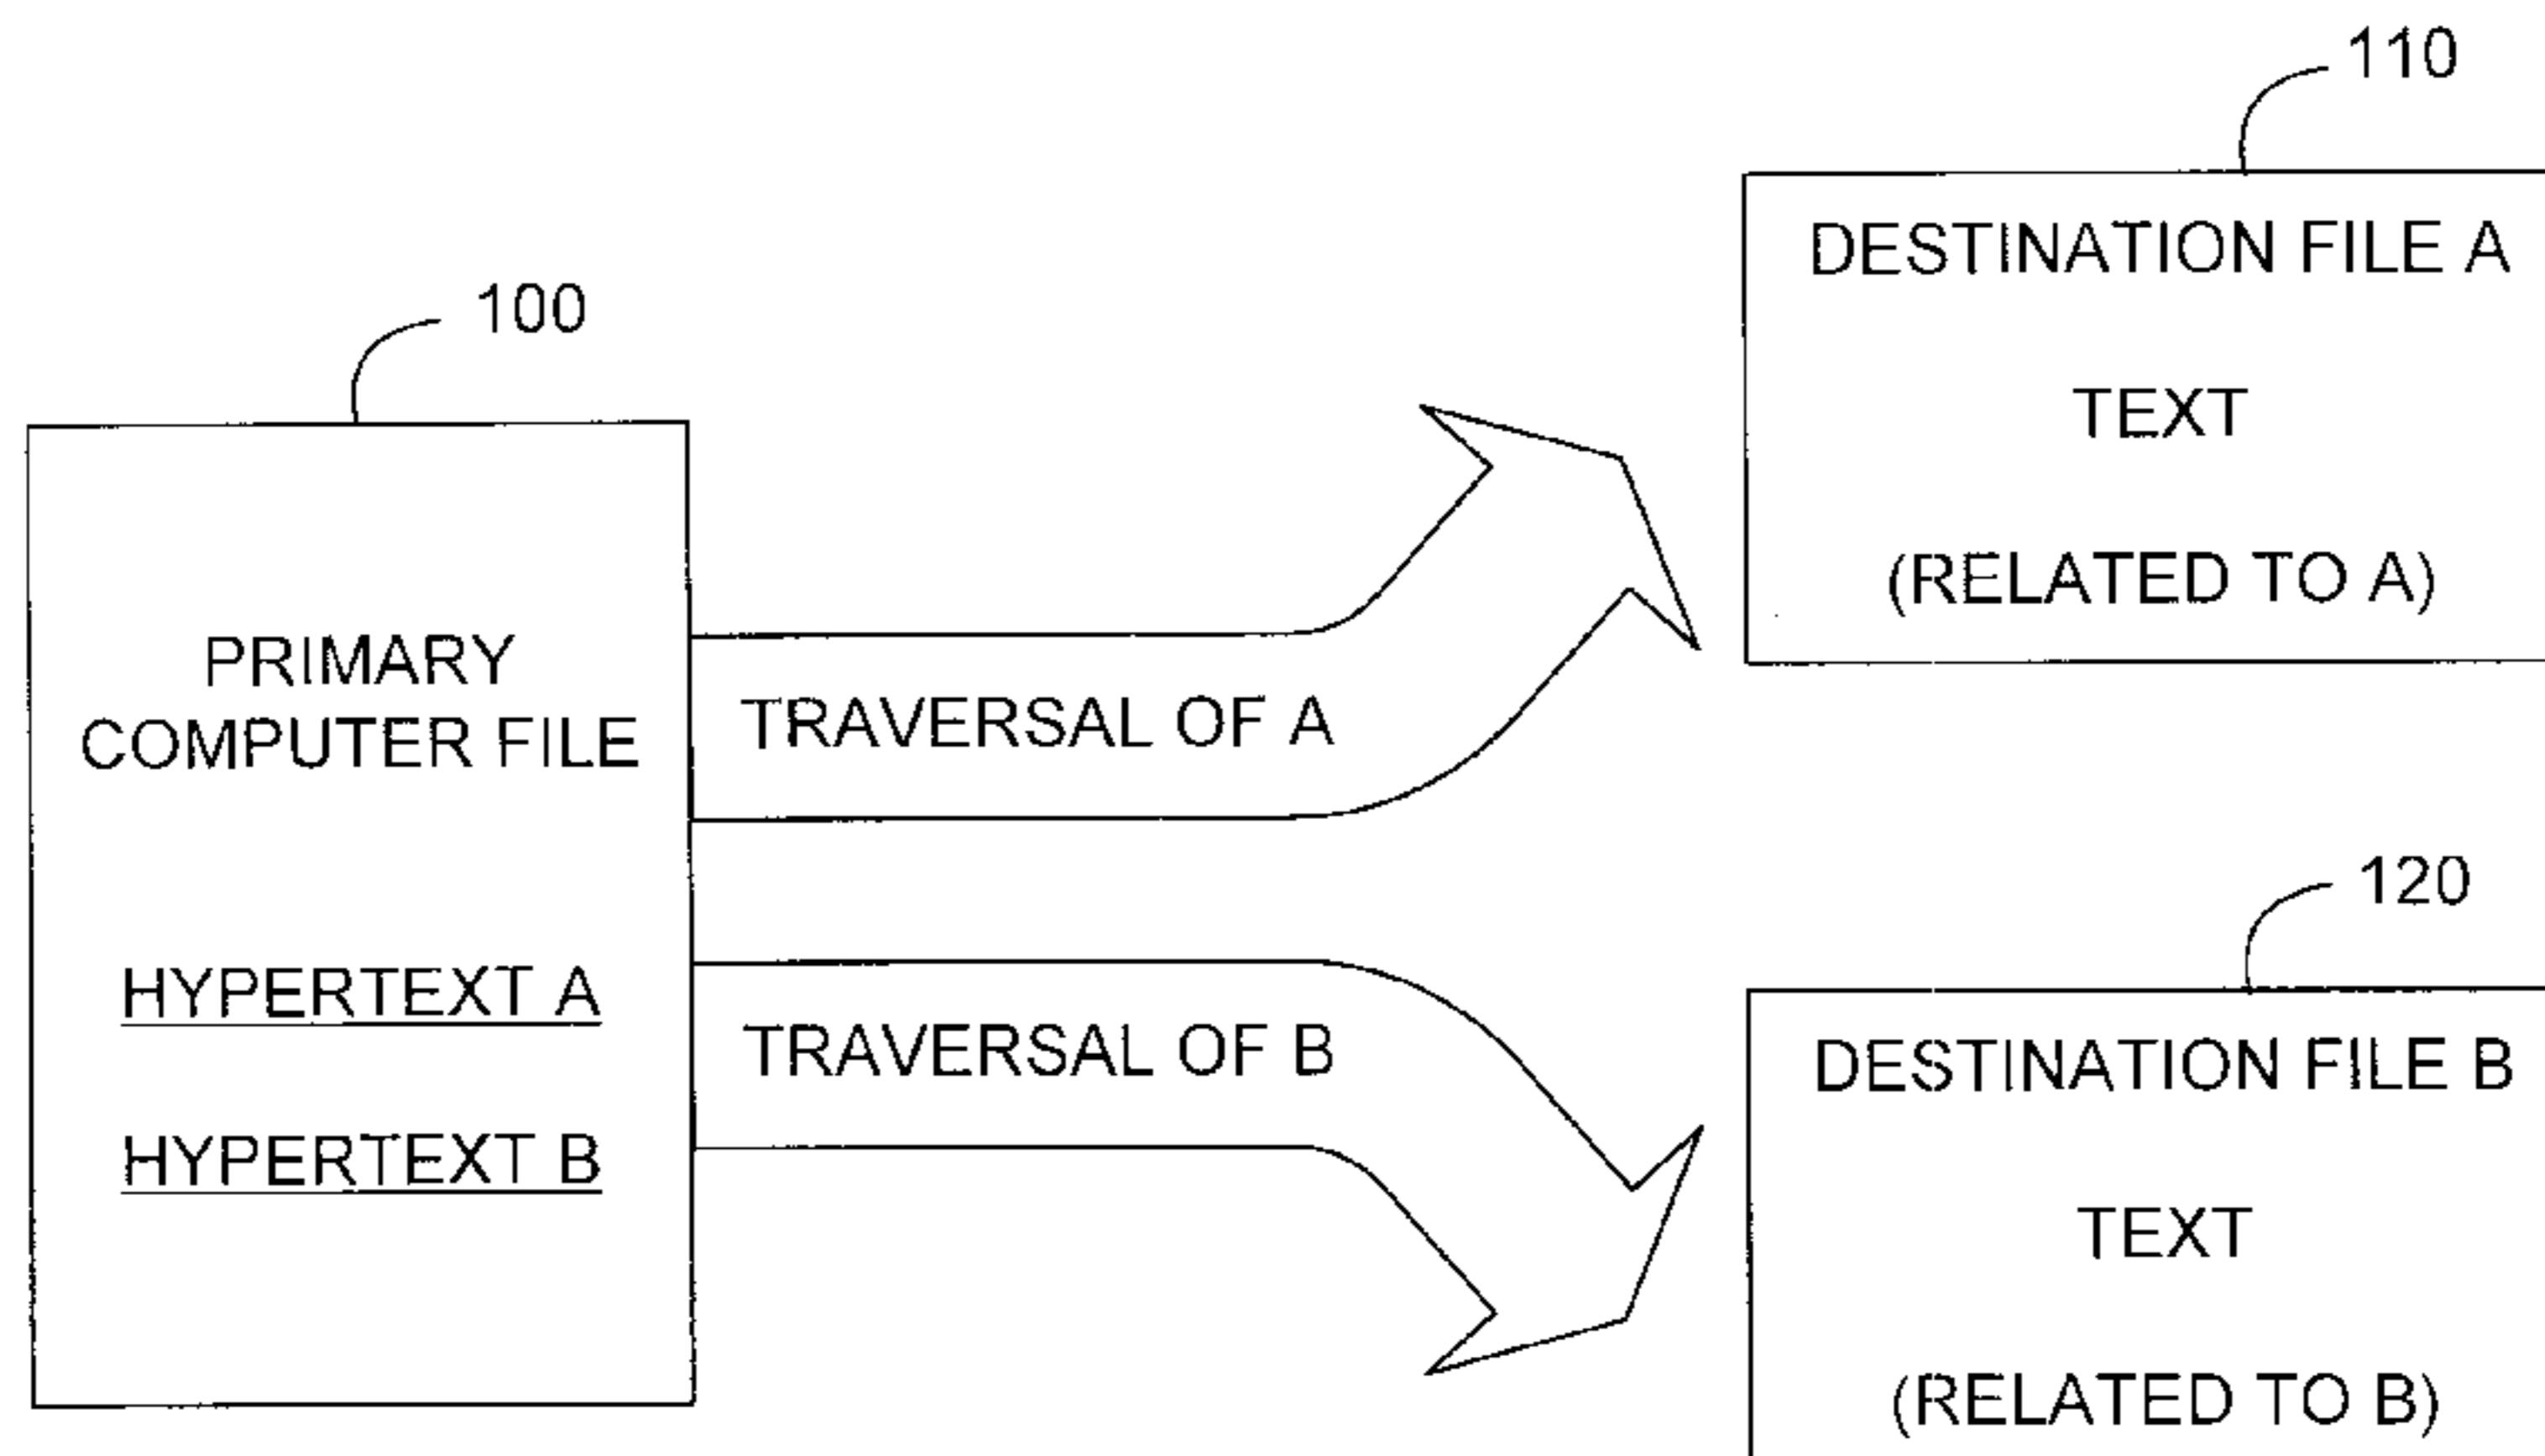 100
PRIMARY
COMPUTER FILE
HYPERTEXT A
HYPERTEXT B
TRAVERSAL OF A
TRAVERSAL OF B
110
DESTINATION FILE A
TEXT
(RELATED TO A)
120
DESTINATION FILE B
TEXT
(RELATED TO B)